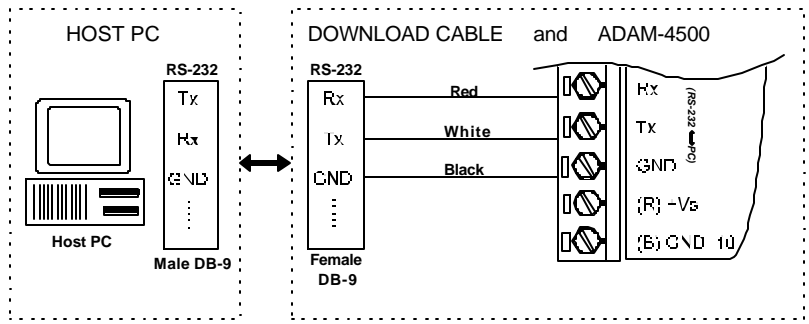 HOST PC
RS-232
Tx
Rx
GND
Host PC
Male DB-9
DOWNLOAD CABLE and ADAM-4500
RS-232
Rx
Tx
GND
Female
DB-9
Red
White
Black
Rx
Tx
GND
(R) +Vs
(B) GND 10
(RS-232 PC)